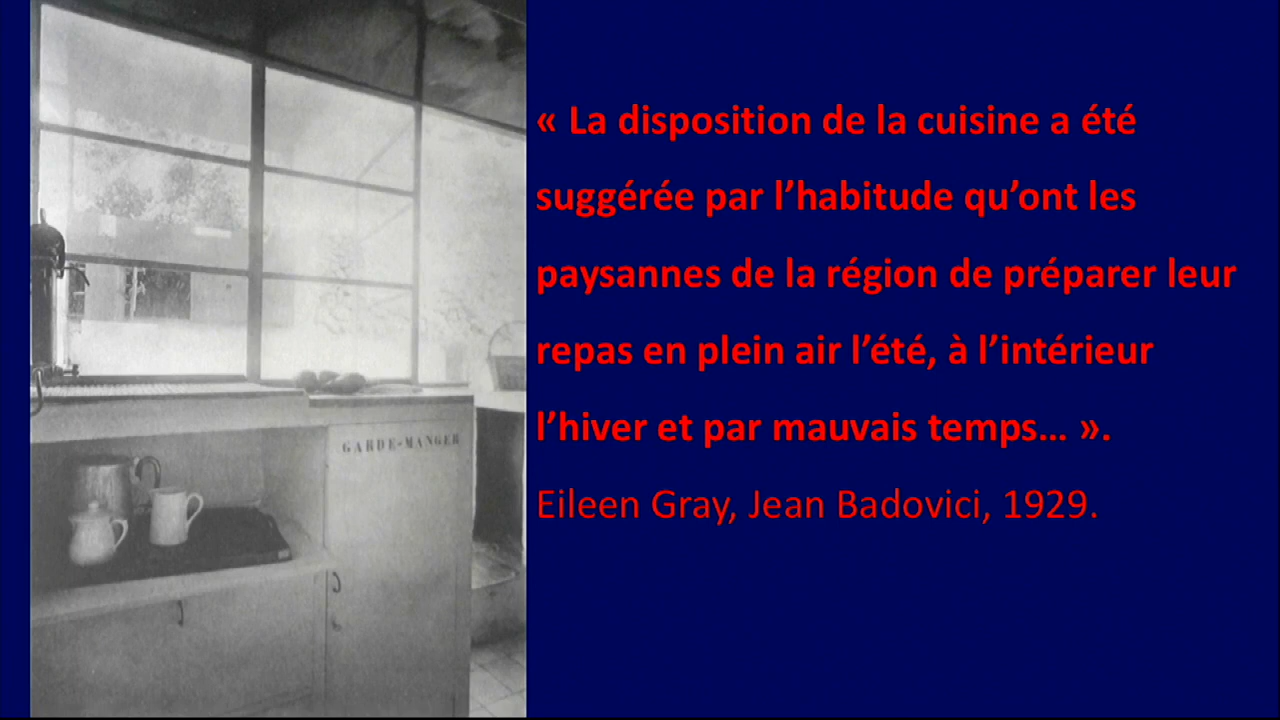 GARDE-MANGER
« La disposition de la cuisine a été
suggérée par l’habitude qu’ont les
paysannes de la région de préparer leur
repas en plein air l’été, à l’intérieur
l’hiver et par mauvais temps… ».
Eileen Gray, Jean Badovici, 1929.